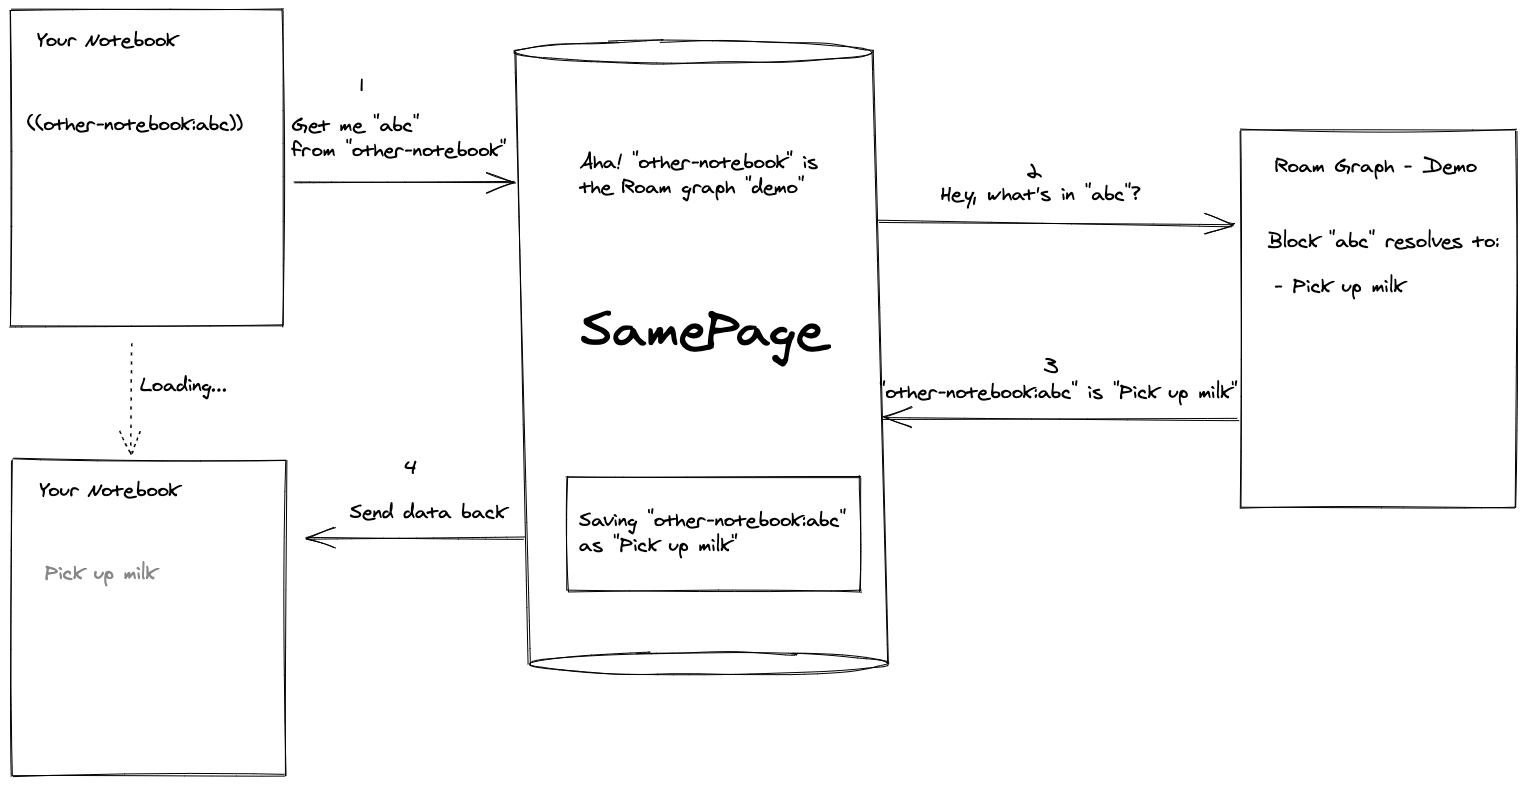 Your Notebook
((other-notebook:abc))
1
Get me "abc"
from "other-notebook"
Aha! "other-notebook" is
the Roam graph "demo"
2
Hey, what's in "abc"?
Roam Graph - Demo
Block "abc" resolves to:
- Pick up milk
SamePage
3
"other-notebook:abc" is "Pick up milk"
Loading...
4
Send data back
Saving "other-notebook:abc"
as "Pick up milk"
Your Notebook
Pick up milk